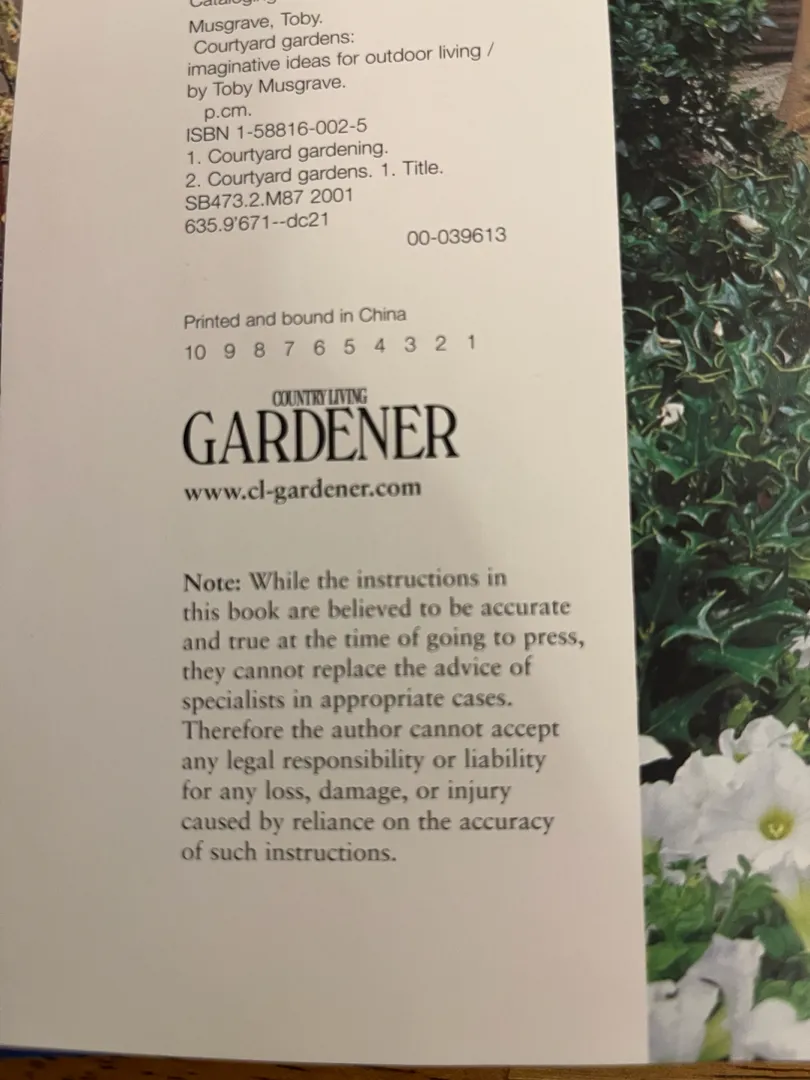 Cataloging
Musgrave, Toby.
Courtyard gardens:
imaginative ideas for outdoor living /
by Toby Musgrave.
p.cm.
ISBN 1-58816-002-5
1. Courtyard gardening.
2. Courtyard gardens. 1. Title.
SB473.2.M87 2001
635.9'671--dc21
00-039613
Printed and bound in China
10 9 8 7 6 5 4 3 2 1
COUNTRY LIVING
GARDENER
www.cl-gardener.com
Note: While the instructions in
this book are believed to be accurate
and true at the time of going to press,
they cannot replace the advice of
specialists in appropriate cases.
Therefore the author cannot accept
any legal responsibility or liability
for any loss, damage, or injury
caused by reliance on the accuracy
of such instructions.